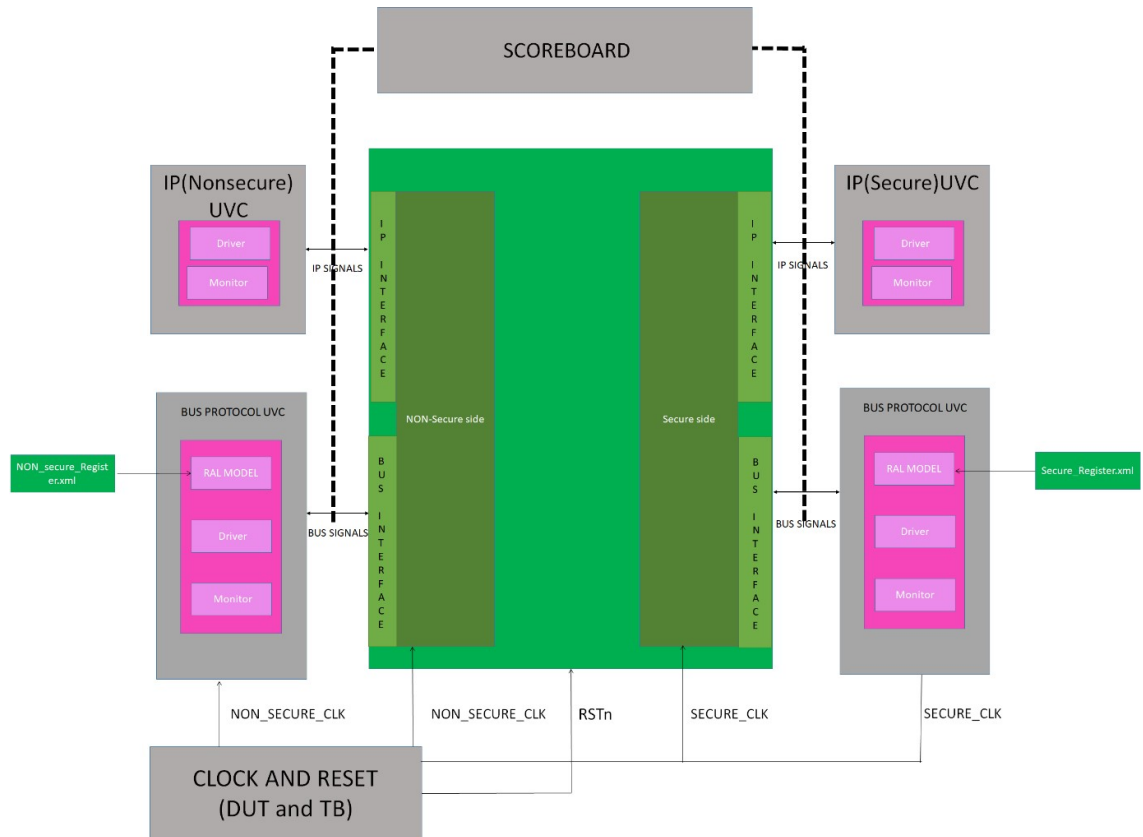 SCOREBOARD
IP(Nonsecure)
UVC
Driver
Monitor
IP SIGNALS
IP INTERFACE
NON-Secure side
Secure side
IP INTERFACE
IP SIGNALS
IP(Secure)UVC
Driver
Monitor
BUS PROTOCOL UVC
RAL MODEL
Driver
Monitor
NON_secure_Regist
er.xml
BUS SIGNALS
BUS INTERFACE
BUS INTERFACE
BUS SIGNALS
BUS PROTOCOL UVC
RAL MODEL
Driver
Monitor
Secure_Register.xml
NON_SECURE_CLK
NON_SECURE_CLK
RSTn
SECURE_CLK
SECURE_CLK
CLOCK AND RESET
(DUT and TB)